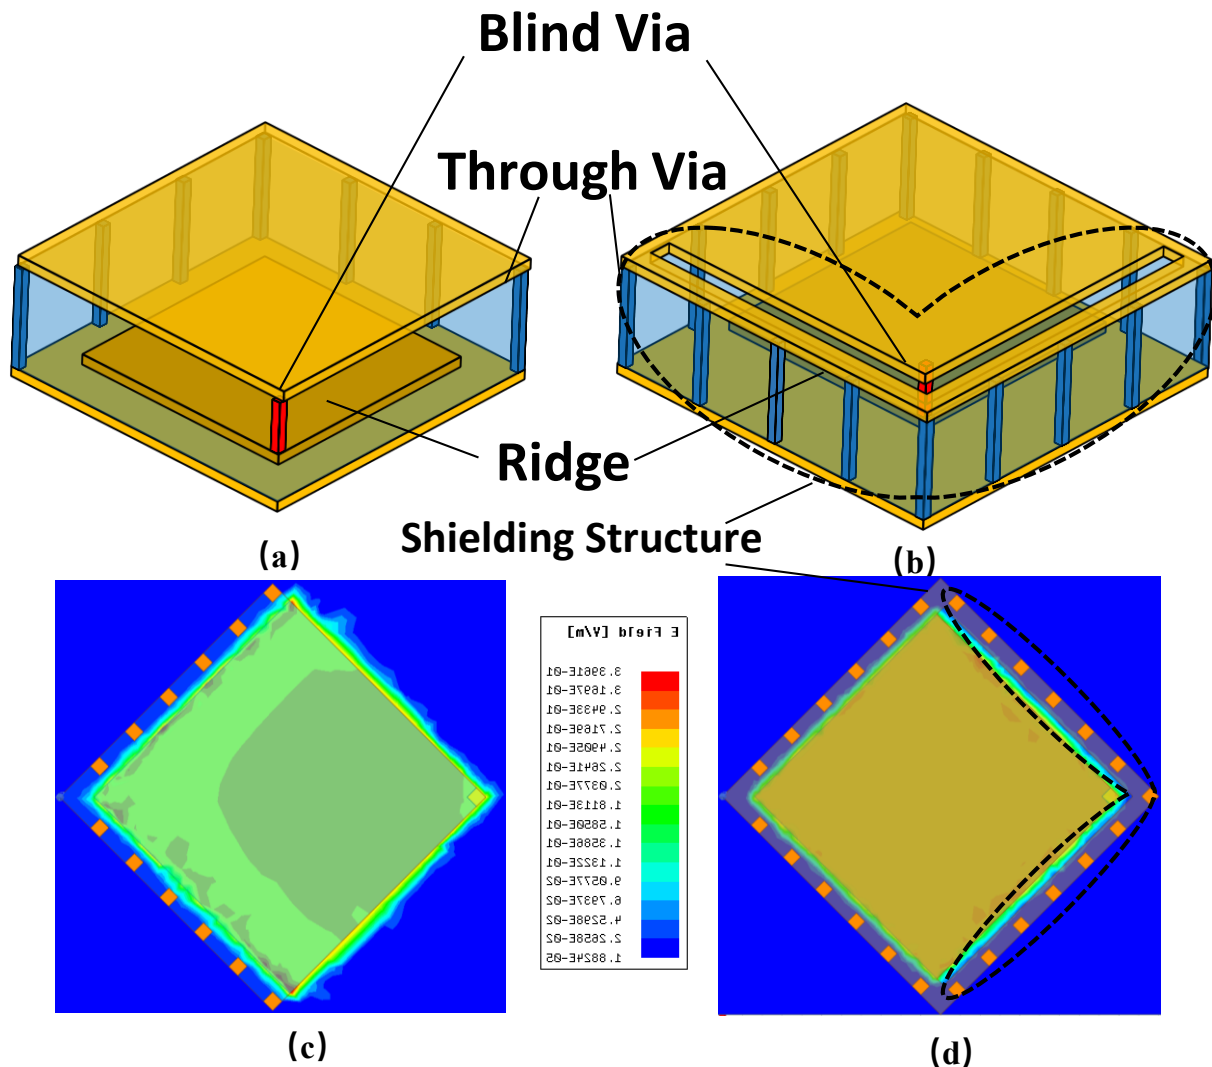 Blind Via
Through Via
Ridge
Shielding Structure
(a)
(b)
E Field [V/m]
3.3961E-01
3.1697E-01
2.9433E-01
2.7169E-01
2.4905E-01
2.2641E-01
2.0377E-01
1.8113E-01
1.5850E-01
1.3586E-01
1.1322E-01
9.0577E-02
6.7937E-02
4.5298E-02
2.2658E-02
1.8824E-05
(c)
(d)